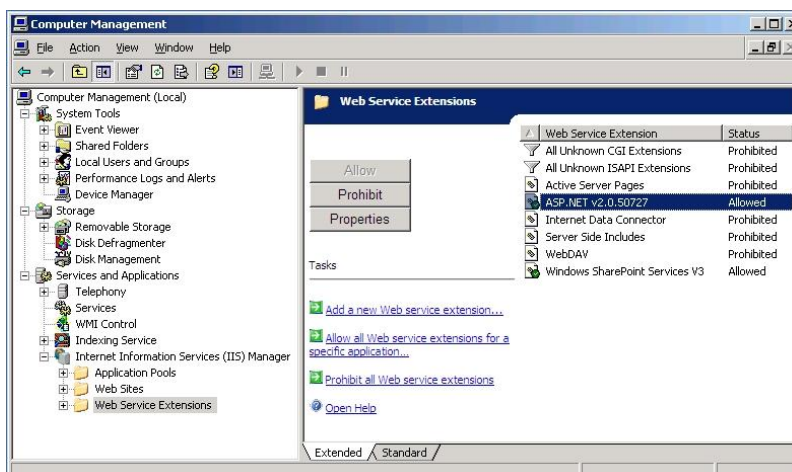 Computer Management
File Action View Window Help
Computer Management (Local)
System Tools
Event Viewer
Shared Folders
Local Users and Groups
Performance Logs and Alerts
Device Manager
Storage
Removable Storage
Disk Defragmenter
Disk Management
Services and Applications
Telephony
Services
WMI Control
Indexing Service
Internet Information Services (IIS) Manager
Application Pools
Web Sites
Web Service Extensions
Web Service Extensions
Allow
Prohibit
Properties
Tasks
Add a new Web service extension...
Allow all Web service extensions for a
specific application...
Prohibit all Web service extensions
Open Help
Web Service Extension Status
All Unknown CGI Extensions Prohibited
All Unknown ISAPI Extensions Prohibited
Active Server Pages Prohibited
ASP.NET v2.0.50727 Allowed
Internet Data Connector Prohibited
Server Side Includes Prohibited
WebDAV Prohibited
Windows SharePoint Services V3 Allowed
Extended Standard